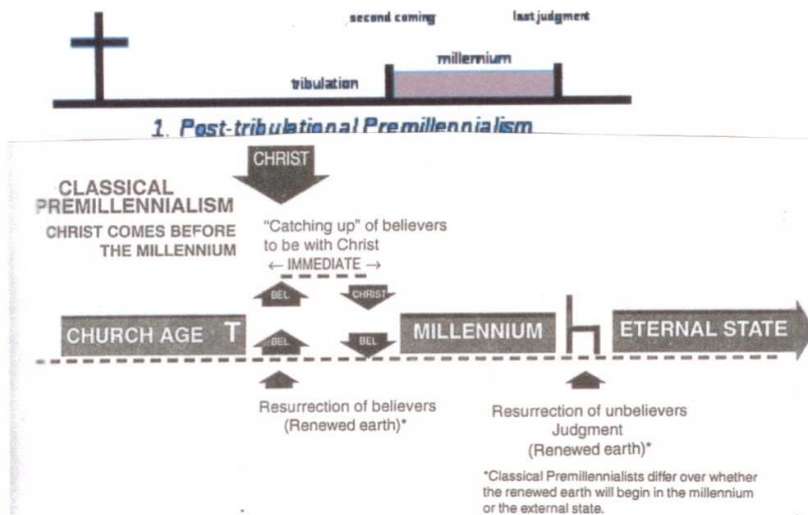 second coming
last judgment
millennium
tribulation
1. Post-tribulational Premillennialism
CHRIST
CLASSICAL
PREMILLENNIALISM
CHRIST COMES BEFORE
THE MILLENNIUM
"Catching up" of believers
to be with Christ
← IMMEDIATE →
BEL
CHRIST
CHURCH AGE T
BEL
BEL
MILLENNIUM
ETERNAL STATE
Resurrection of believers
(Renewed earth)*
Resurrection of unbelievers
Judgment
(Renewed earth)*
*Classical Premillennialists differ over whether
the renewed earth will begin in the millennium
or the external state.